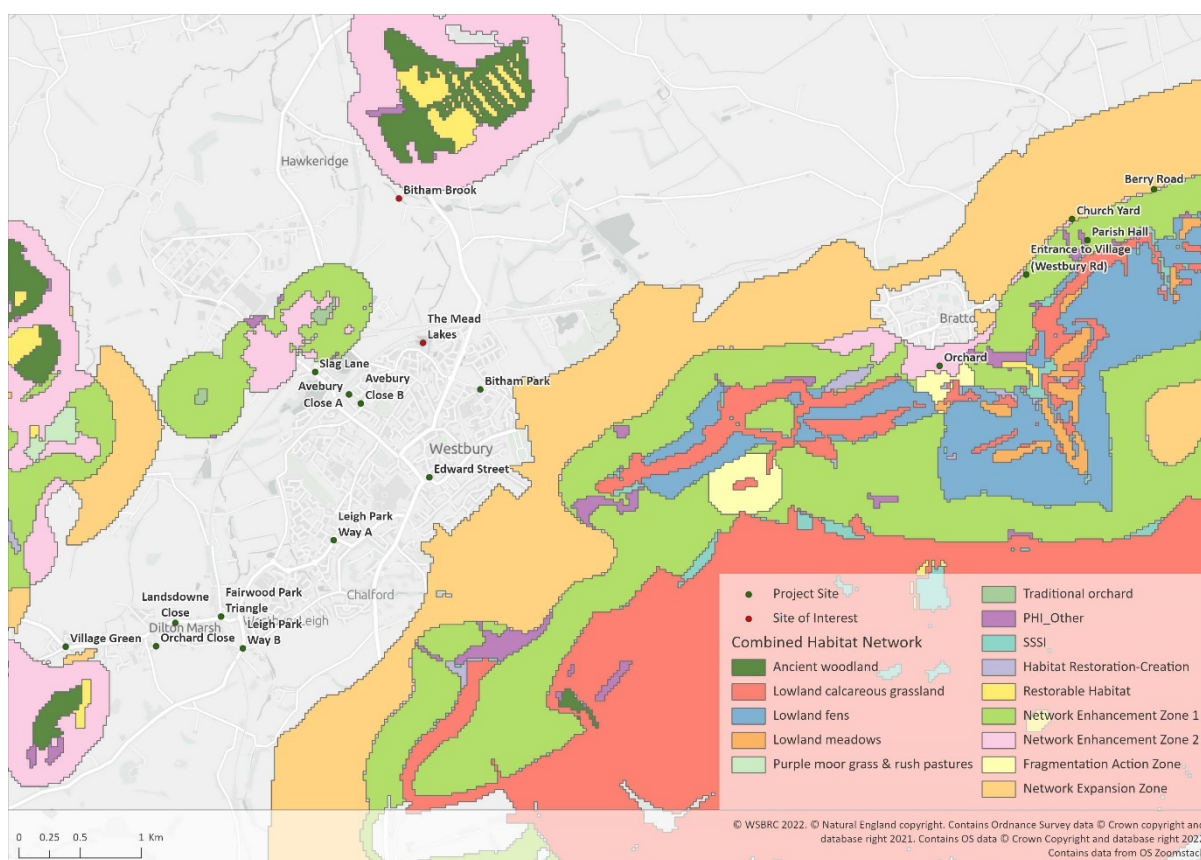 Hawkeridge
Bitham Brook
Berry Road
Church Yard
Parish Hall
Entrance to Village
(Westbury Rd)
Bratto
The Mead
Lakes
Orchard
Slag Lane
Avebury
Close A
Avebury
Close B
Bitham Park
Westbury
Edward Street
Leigh Park
Way A
Chalford
Landsdowne
Close
Fairwood Park
Triangle
Leigh
Dilton Marsh
Village Green
Orchard Close
Leigh Park
Way B
Project Site
Site of Interest
Combined Habitat Network
Ancient woodland
Lowland calcareous grassland
Lowland fens
Lowland meadows
Purple moor grass & rush pastures
Traditional orchard
PHI_Other
SSSI
Habitat Restoration-Creation
Restorable Habitat
Network Enhancement Zone 1
Network Enhancement Zone 2
Fragmentation Action Zone
Network Expansion Zone
0 0.25 0.5 1 Km
© WSBRC 2022. © Natural England copyright. Contains Ordnance Survey data © Crown copyright and
database right 2021. Contains OS data © Crown Copyright and database right 2022
Contains data from OS Zoomstack